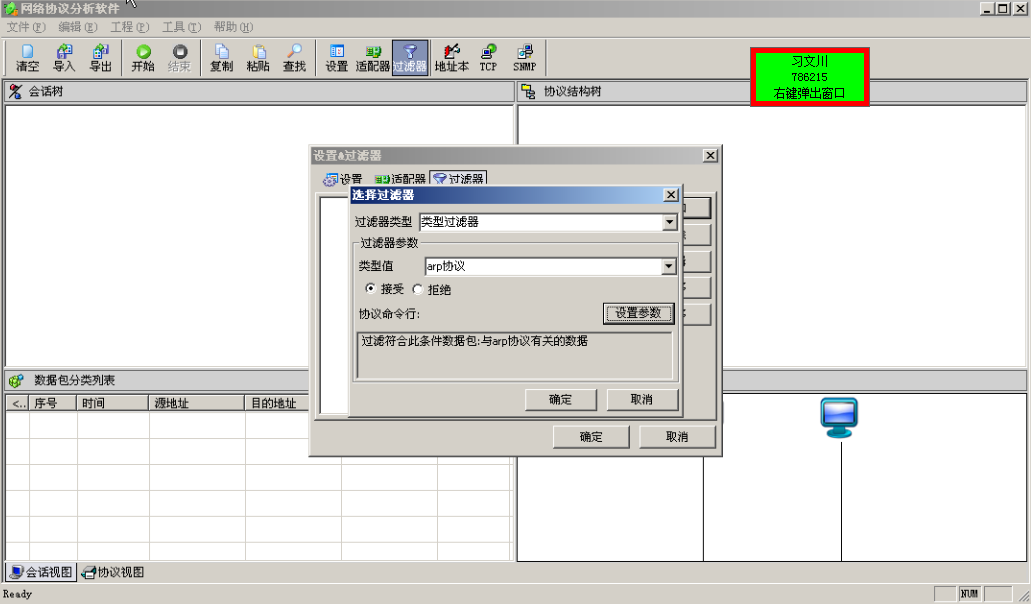 网络协议分析软件
文件(F) 编辑(E) 工程(P) 工具(T) 帮助(H)
清空 导入 导出 开始 结束 复制 粘贴 查找 设置 适配器 过滤器 地址本 TCP SNMP
习文川
786215
右键弹出窗口
会话树
协议结构树
设置&过滤器
设置 适配器 过滤器
选择过滤器
过滤器类型 类型过滤器
过滤器参数
类型值 arp协议
接受 拒绝
协议命令行: 设置参数
过滤符合此条件数据包:与arp协议有关的数据
确定 取消
确定 取消
数据包分类列表
<.. 序号 时间 源地址 目的地址
会话视图 协议视图
Ready
NUM